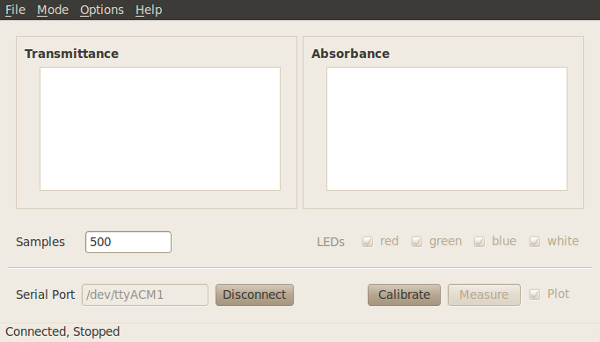 File Mode Options Help
Transmittance Absorbance
Samples 500 LEDs red green blue white
Serial Port /dev/ttyACM1 Disconnect Calibrate Measure Plot
Connected, Stopped